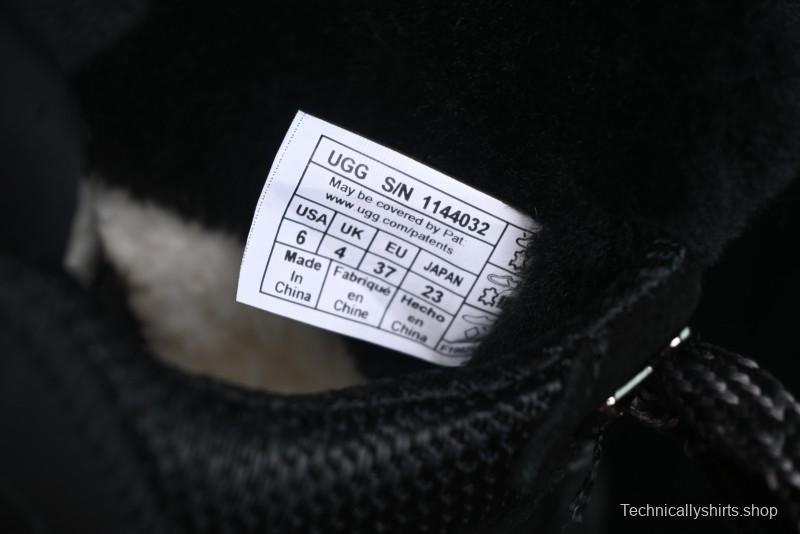 UGG S/N 1144032
May be covered by Pat:
www.ugg.com/patents
USA UK EU JAPAN
6 4 37 23
Made In China
Fabriqué en Chine
Hecho en China
Technicallyshirts.shop